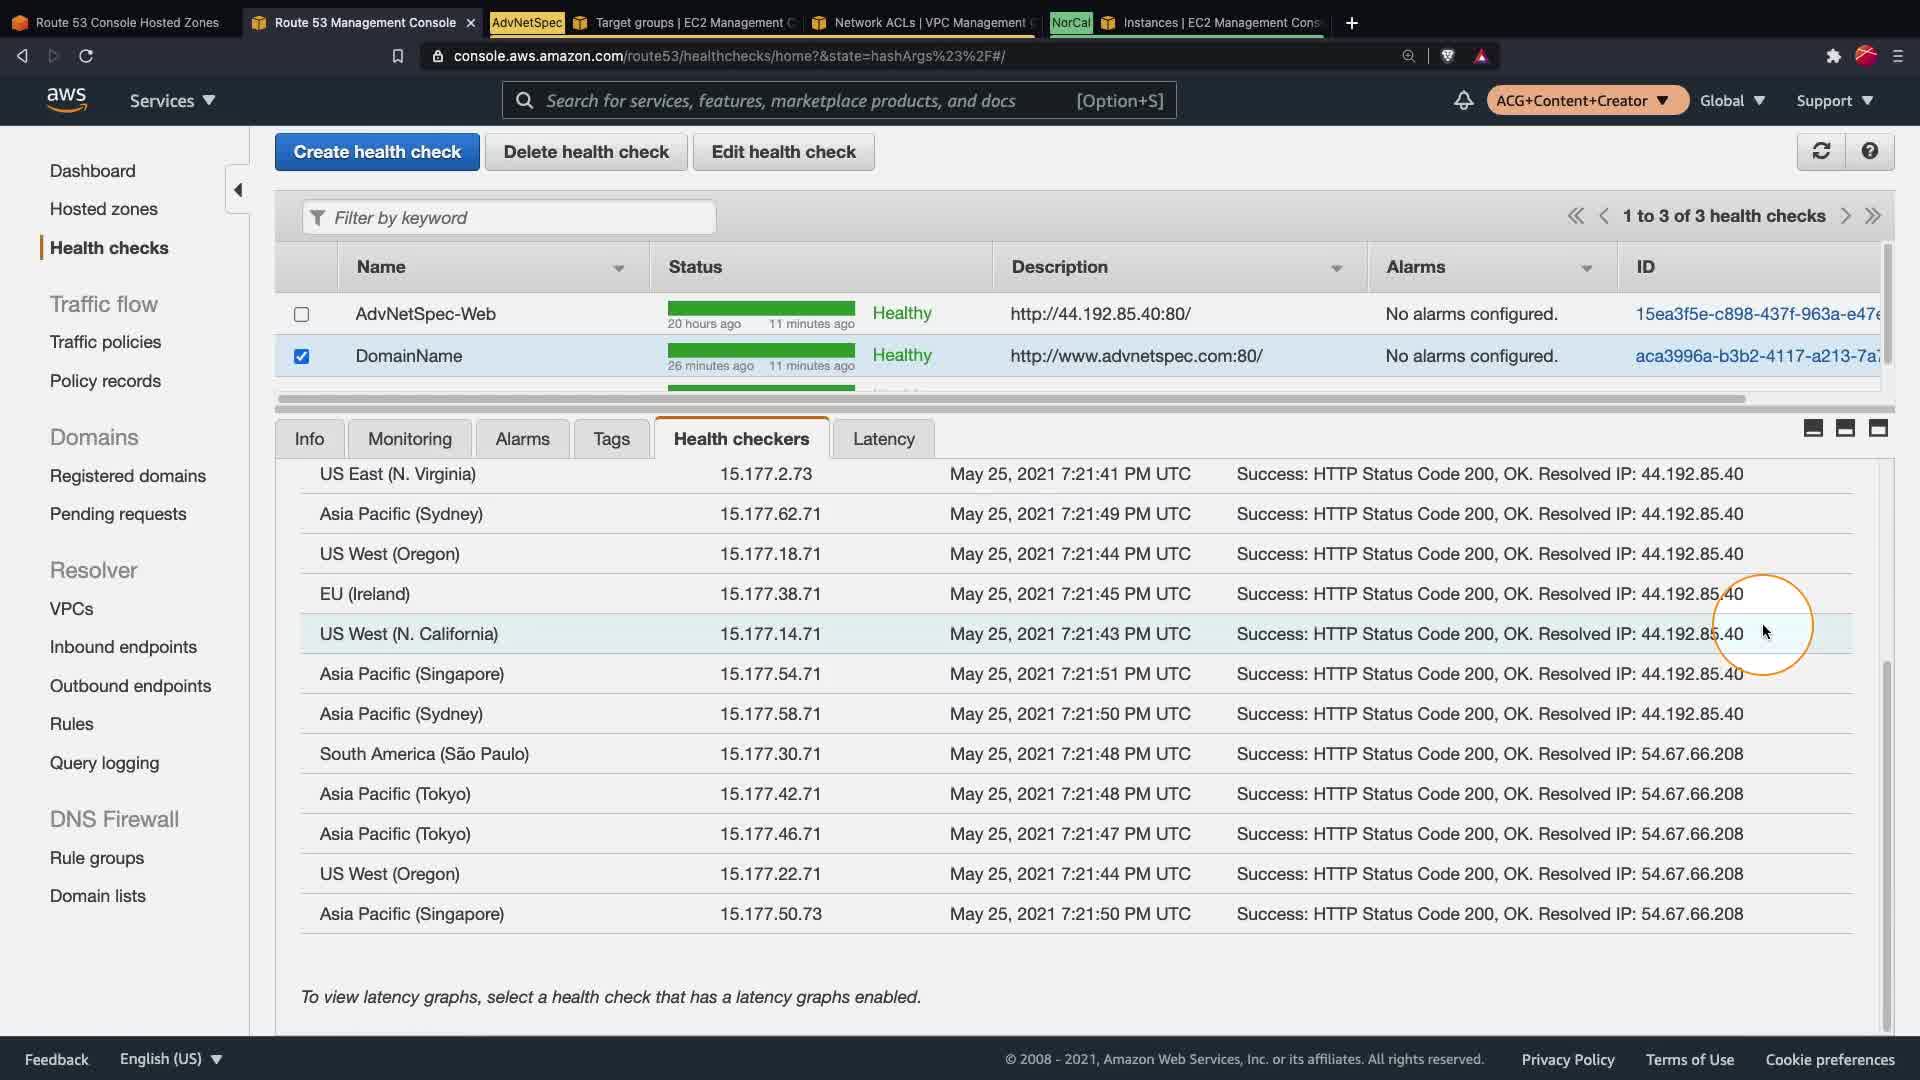 Route 53 Console Hosted Zones
Route 53 Management Console
AdvNetSpec
Target groups | EC2 Management C
Network ACLs | VPC Management
NorCal
Instances | EC2 Management Cons
console.aws.amazon.com/route53/healthchecks/home?&state=hashArgs%23%2F#/
aws
Services
Search for services, features, marketplace products, and docs
[Option+S]
ACG+Content+Creator
Global
Support
Dashboard
Hosted zones
Health checks
Traffic flow
Traffic policies
Policy records
Domains
Registered domains
Pending requests
Resolver
VPCs
Inbound endpoints
Outbound endpoints
Rules
Query logging
DNS Firewall
Rule groups
Domain lists
Create health check
Delete health check
Edit health check
Filter by keyword
1 to 3 of 3 health checks
Name Status Description Alarms ID
AdvNetSpec-Web Healthy http://44.192.85.40:80/ No alarms configured. 15ea3f5e-c898-437f-963a-e47e
20 hours ago 11 minutes ago
DomainName Healthy http://www.advnetspec.com:80/ No alarms configured. aca3996a-b3b2-4117-a213-7a7
26 minutes ago 11 minutes ago
Info Monitoring Alarms Tags Health checkers Latency
US East (N. Virginia) 15.177.2.73 May 25, 2021 7:21:41 PM UTC Success: HTTP Status Code 200, OK. Resolved IP: 44.192.85.40
Asia Pacific (Sydney) 15.177.62.71 May 25, 2021 7:21:49 PM UTC Success: HTTP Status Code 200, OK. Resolved IP: 44.192.85.40
US West (Oregon) 15.177.18.71 May 25, 2021 7:21:44 PM UTC Success: HTTP Status Code 200, OK. Resolved IP: 44.192.85.40
EU (Ireland) 15.177.38.71 May 25, 2021 7:21:45 PM UTC Success: HTTP Status Code 200, OK. Resolved IP: 44.192.85.40
US West (N. California) 15.177.14.71 May 25, 2021 7:21:43 PM UTC Success: HTTP Status Code 200, OK. Resolved IP: 44.192.85.40
Asia Pacific (Singapore) 15.177.54.71 May 25, 2021 7:21:51 PM UTC Success: HTTP Status Code 200, OK. Resolved IP: 44.192.85.40
Asia Pacific (Sydney) 15.177.58.71 May 25, 2021 7:21:50 PM UTC Success: HTTP Status Code 200, OK. Resolved IP: 44.192.85.40
South America (São Paulo) 15.177.30.71 May 25, 2021 7:21:48 PM UTC Success: HTTP Status Code 200, OK. Resolved IP: 54.67.66.208
Asia Pacific (Tokyo) 15.177.42.71 May 25, 2021 7:21:48 PM UTC Success: HTTP Status Code 200, OK. Resolved IP: 54.67.66.208
Asia Pacific (Tokyo) 15.177.46.71 May 25, 2021 7:21:47 PM UTC Success: HTTP Status Code 200, OK. Resolved IP: 54.67.66.208
US West (Oregon) 15.177.22.71 May 25, 2021 7:21:44 PM UTC Success: HTTP Status Code 200, OK. Resolved IP: 54.67.66.208
Asia Pacific (Singapore) 15.177.50.73 May 25, 2021 7:21:50 PM UTC Success: HTTP Status Code 200, OK. Resolved IP: 54.67.66.208
To view latency graphs, select a health check that has a latency graphs enabled.
Feedback
English (US)
© 2008 - 2021, Amazon Web Services, Inc. or its affiliates. All rights reserved.
Privacy Policy
Terms of Use
Cookie preferences